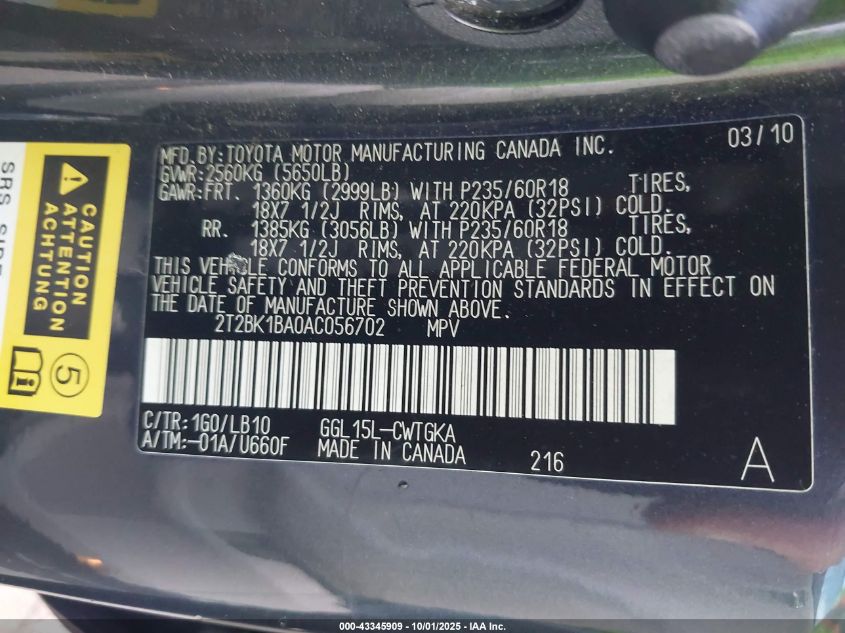 MFD. BY: TOYOTA MOTOR MANUFACTURING CANADA INC. 03/10
GVWR: 2560KG (5650LB)
GAWR: FRT. 1360KG (2999LB) WITH P235/60R18 TIRES,
18X7 1/2J RIMS, AT 220KPA (32PSI) COLD.
RR. 1385KG (3056LB) WITH P235/60R18 TIRES,
18X7 1/2J RIMS, AT 220KPA (32PSI) COLD.
THIS VEHICLE CONFORMS TO ALL APPLICABLE FEDERAL MOTOR
VEHICLE SAFETY AND THEFT PREVENTION STANDARDS IN EFFECT ON
THE DATE OF MANUFACTURE SHOWN ABOVE.
2T2BK1BA0AC056702 MPV
C/TR: 1G0/LB10 GGL15L-CWTGKA
A/TM: -01A/U660F MADE IN CANADA 216 A
CAUTION
ATTENTION
ACHTUNG
5
SRS SIDE
000-43345909 - 10/01/2025 - IAA Inc.